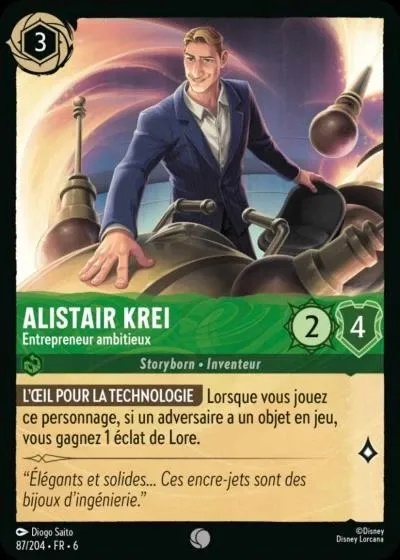 3
ALISTAIR KREI
Entrepreneur ambitieux
2
4
Storyborn • Inventeur
L'ŒIL POUR LA TECHNOLOGIE Lorsque vous jouez
ce personnage, si un adversaire a un objet en jeu,
vous gagnez 1 éclat de Lore.
“Élégants et solides... Ces encre-jets sont des
bijoux d'ingénierie.”
Diogo Saito
©Disney
87/204 • FR • 6
Disney Lorcana